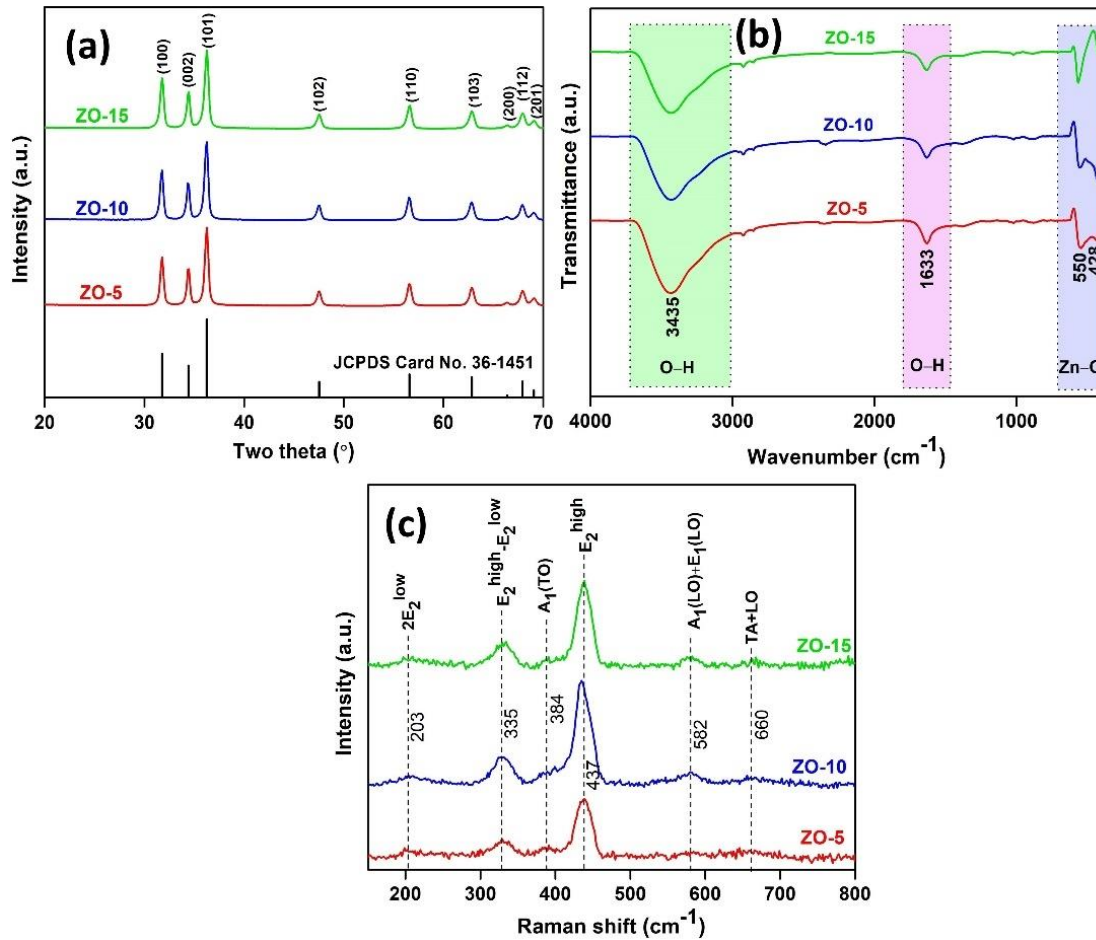 (a)
(100)
(002)
(101)
(102)
(110)
(103)
(200)
(112)
(201)
ZO-15
ZO-10
ZO-5
JCPDS Card No. 36-1451
Intensity (a.u.)
20 30 40 50 60 70
Two theta (°)
(b)
ZO-15
ZO-10
ZO-5
3435
1633
550
428
O–H
O–H
Transmittance (a.u.)
4000 3000 2000 1000
Wavenumber (cm⁻¹)
(c)
2E₂ˡᵒʷ
E₂ʰⁱᵍʰ-E₂ˡᵒʷ
A₁(TO)
E₂ʰⁱᵍʰ
A₁(LO)+E₁(LO)
TA+LO
ZO-15
203
335
384
437
582
660
ZO-10
ZO-5
Intensity (a.u.)
200 300 400 500 600 700 800
Raman shift (cm⁻¹)